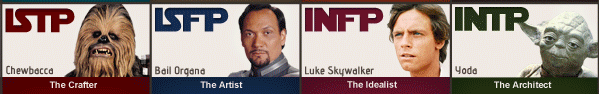 ISTP
Chewbacca
The Crafter
ISFP
Bail Organa
The Artist
INFP
Luke Skywalker
The Idealist
INTP
Yoda
The Architect